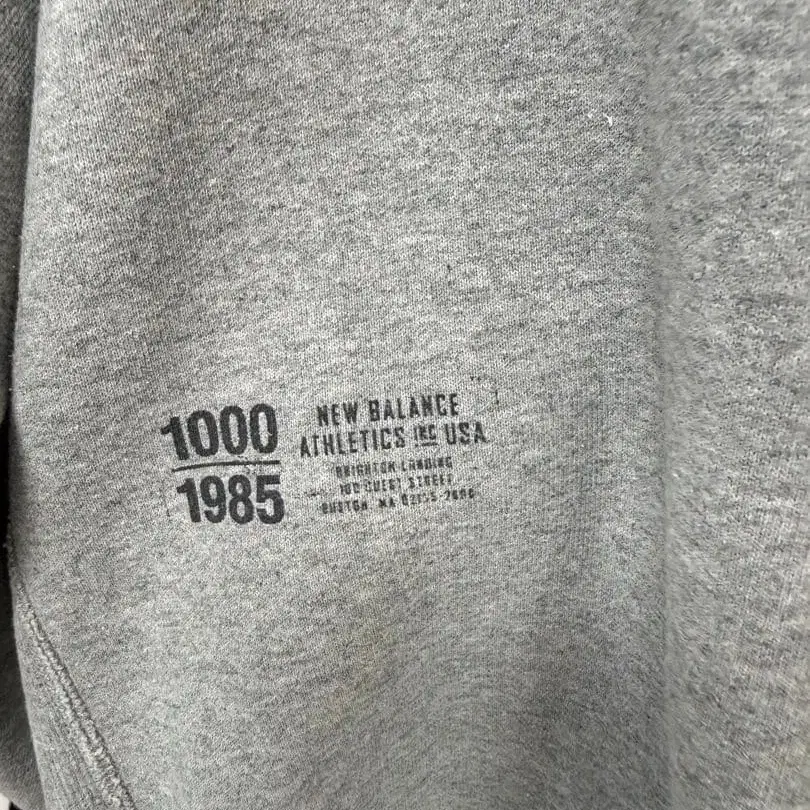 1000
1985
NEW BALANCE
ATHLETICS INC USA
BRIGHTON LANDING
100 GUEST STREET
BOSTON MA